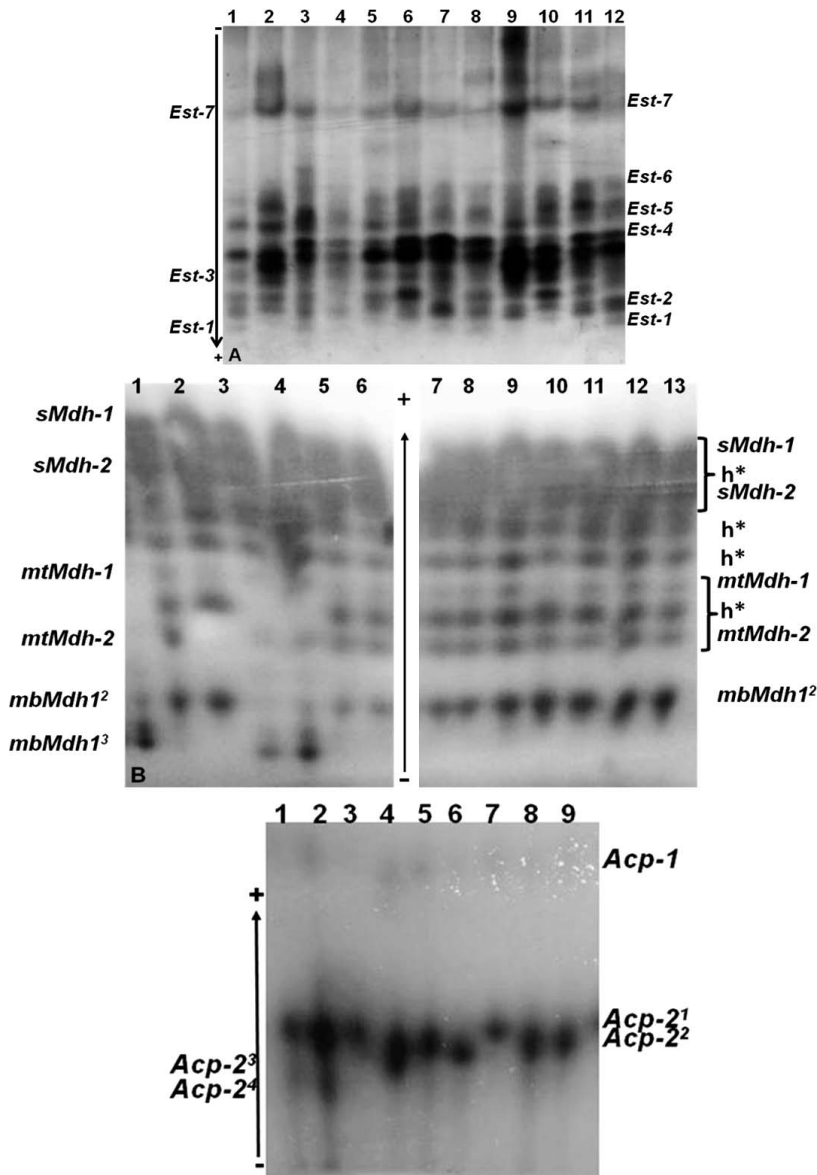 1 2 3 4 5 6 7 8 9 10 11 12
-
Est-7 Est-7
Est-6
Est-5
Est-4
Est-3
Est-2
Est-1 Est-1
+ A
1 2 3 4 5 6 + 7 8 9 10 11 12 13
sMdh-1 sMdh-1
sMdh-2 h*
sMdh-2
h*
h*
mtMdh-1 mtMdh-1
h*
mtMdh-2 mtMdh-2
mbMdh1² mbMdh1²
mbMdh1³
B -
1 2 3 4 5 6 7 8 9
Acp-1
+
Acp-2¹
Acp-2²
Acp-2³
Acp-2⁴
-